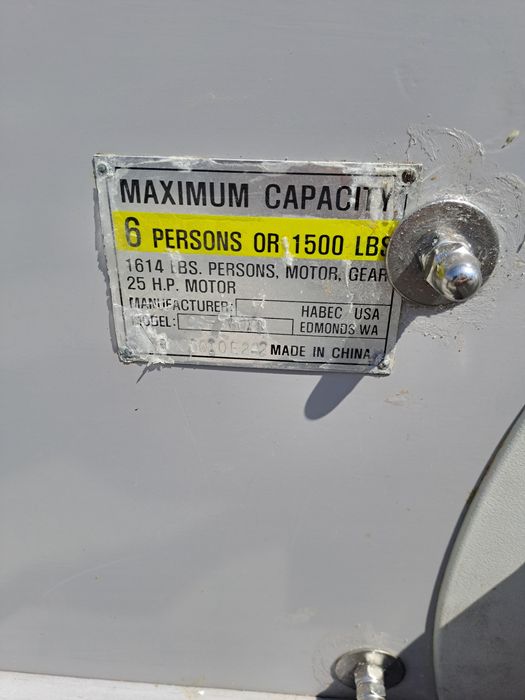 MAXIMUM CAPACITY
6 PERSONS OR 1500 LBS
1614 LBS. PERSONS, MOTOR, GEAR
25 H.P. MOTOR
MANUFACTURER: HABEC USA
MODEL: EDMONDS WA
MADE IN CHINA